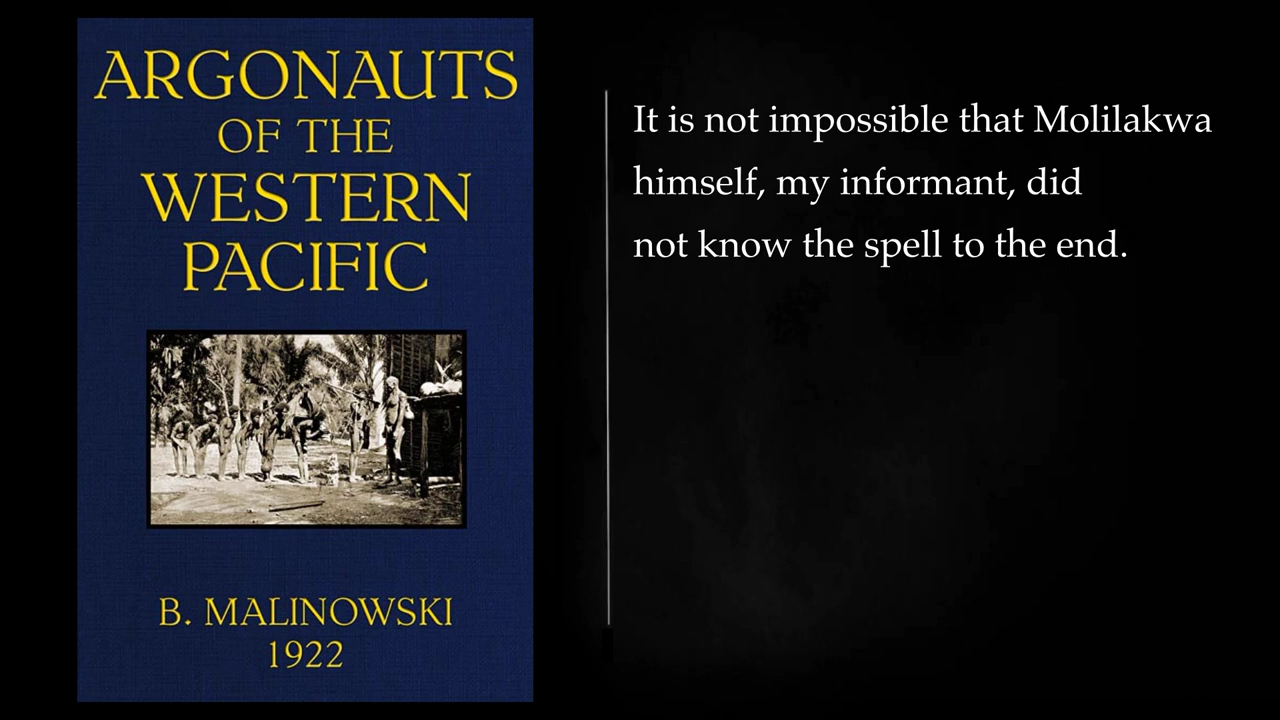 ARGONAUTS
OF THE
WESTERN
PACIFIC
B. MALINOWSKI
1922
It is not impossible that Molilakwa
himself, my informant, did
not know the spell to the end.